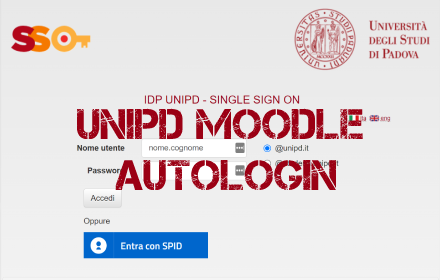 SSO
UNIVERSITÀ
DEGLI STUDI
DI PADOVA
IDP UNIPD - SINGLE SIGN ON
UNIPD MOODLE
ita eng
Nome utente nome.cognome @unipd.it
Password
AUTOLOGIN
Accedi
Oppure
Entra con SPID